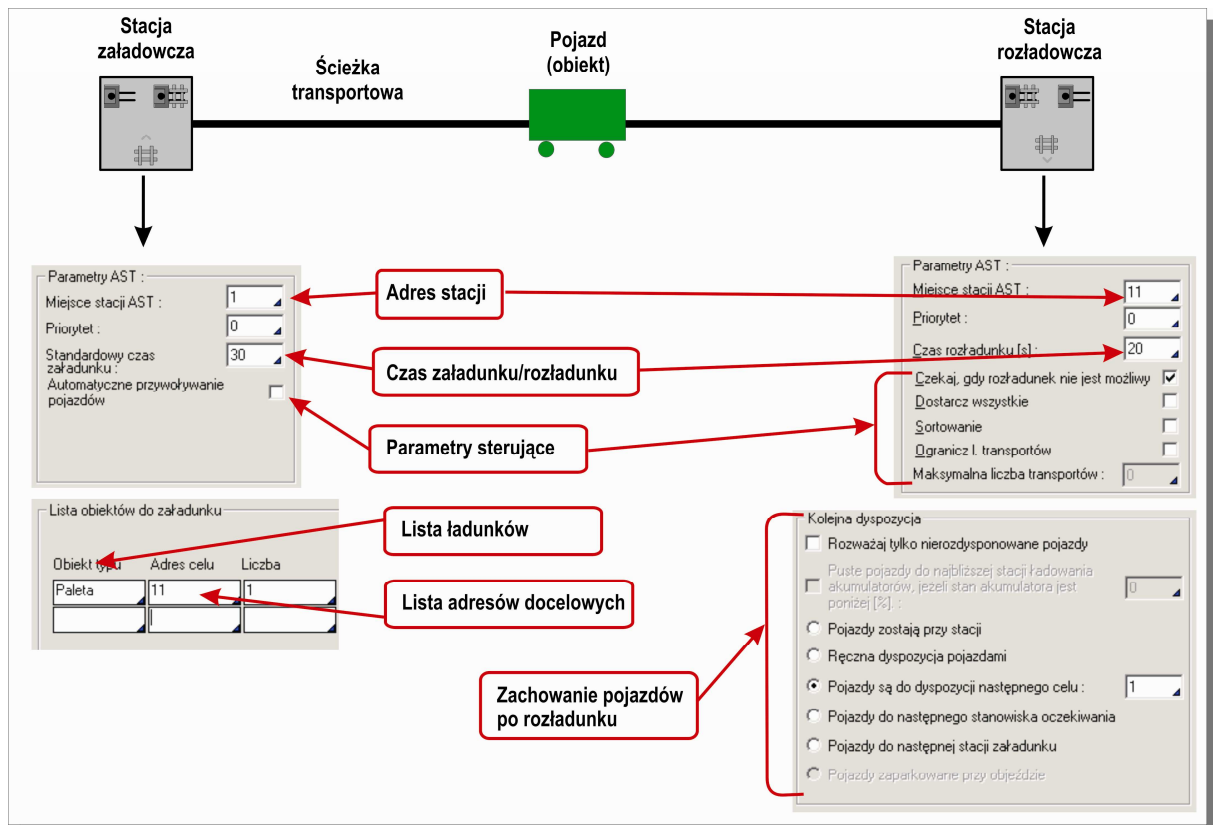 Stacja
załadowcza
Ścieżka
transportowa
Pojazd
(obiekt)
Stacja
rozładowcza
Parametry AST :
Miejsce stacji AST :
1
Priorytet :
0
Standardowy czas
załadunku :
30
Automatyczne przywoływanie
pojazdów
Adres stacji
Czas załadunku/rozładunku
Parametry sterujące
Parametry AST :
Miejsce stacji AST :
11
Priorytet :
0
Czas rozładunku [s] :
20
Czekaj, gdy rozładunek nie jest możliwy
Dostarcz wszystkie
Sortowanie
Ogranicz l. transportów
Maksymalna liczba transportów :
0
Lista obiektów do załadunku
Obiekt typu Adres celu Liczba
Paleta 11 1
Lista ładunków
Lista adresów docelowych
Zachowanie pojazdów
po rozładunku
Kolejna dyspozycja
Rozważaj tylko nierozdysponowane pojazdy
Puste pojazdy do najbliższej stacji ładowania
akumulatorów, jeżeli stan akumulatora jest
poniżej [%]. :
0
Pojazdy zostają przy stacji
Ręczna dyspozycja pojazdami
Pojazdy są do dyspozycji następnego celu :
1
Pojazdy do następnego stanowiska oczekiwania
Pojazdy do następnej stacji załadunku
Pojazdy zaparkowane przy objeździe